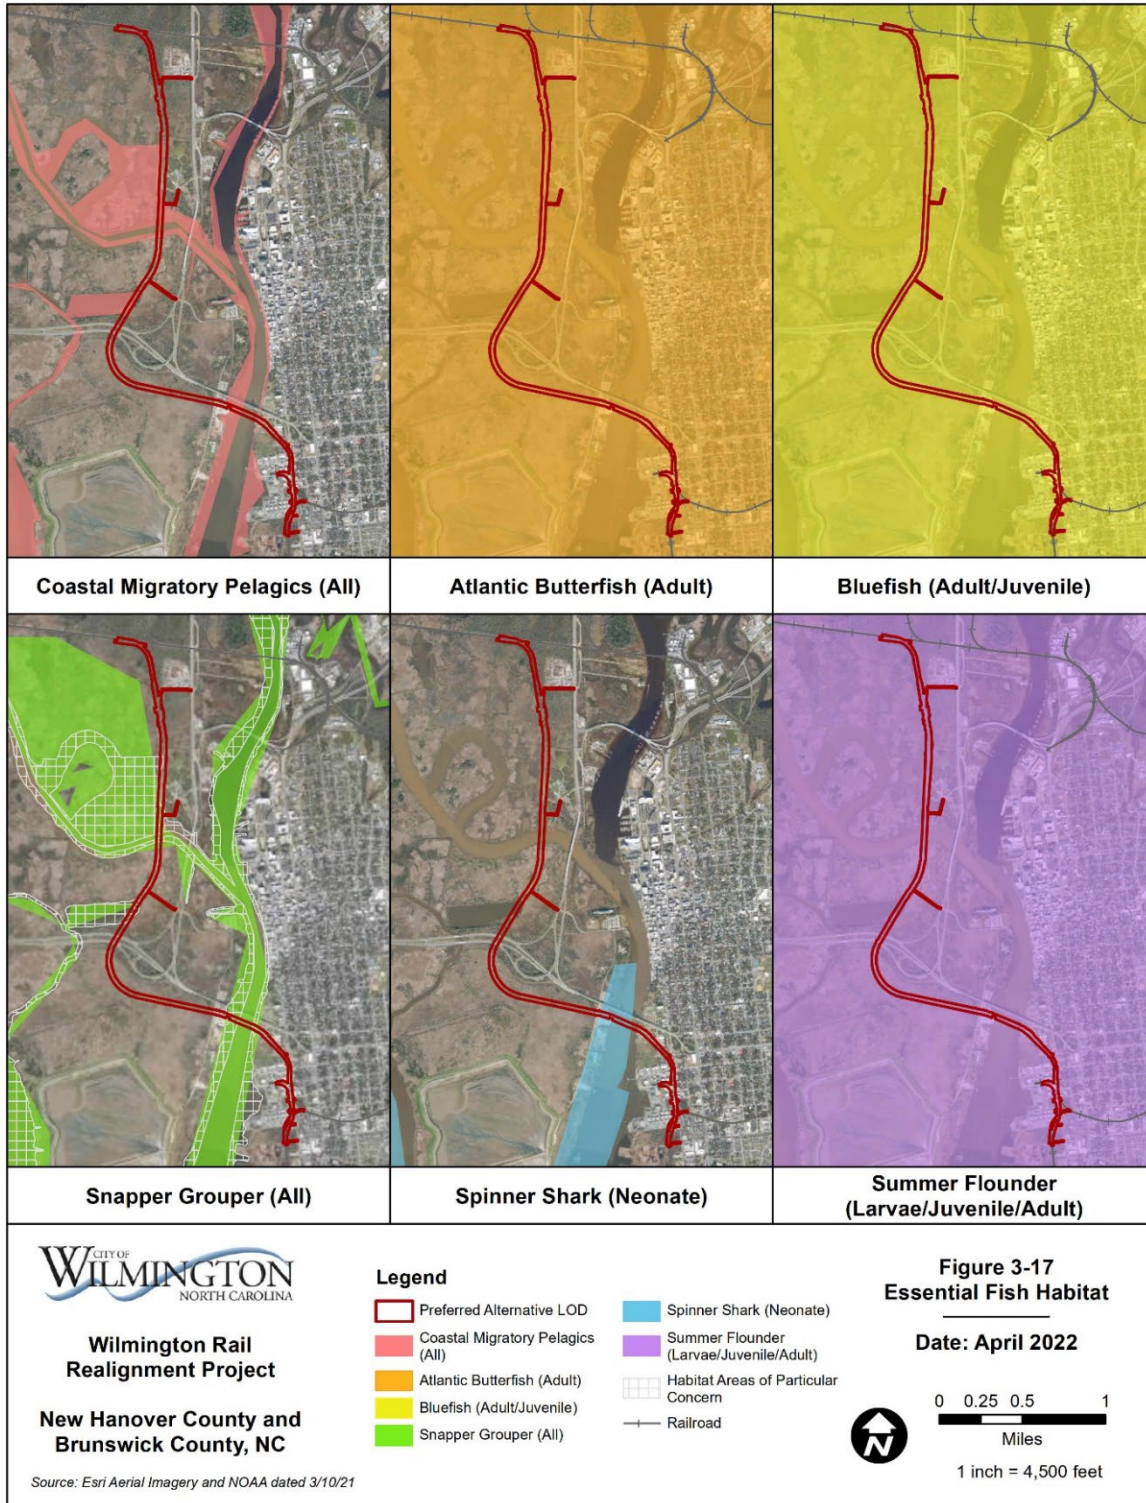 Coastal Migratory Pelagics (All)
Atlantic Butterfish (Adult)
Bluefish (Adult/Juvenile)
Snapper Grouper (All)
Spinner Shark (Neonate)
Summer Flounder
(Larvae/Juvenile/Adult)
CITY OF
WILMINGTON
NORTH CAROLINA
Wilmington Rail
Realignment Project
New Hanover County and
Brunswick County, NC
Source: Esri Aerial Imagery and NOAA dated 3/10/21
Legend
Preferred Alternative LOD
Coastal Migratory Pelagics
(All)
Atlantic Butterfish (Adult)
Bluefish (Adult/Juvenile)
Snapper Grouper (All)
Spinner Shark (Neonate)
Summer Flounder
(Larvae/Juvenile/Adult)
Habitat Areas of Particular
Concern
Railroad
Figure 3-17
Essential Fish Habitat
Date: April 2022
N
0 0.25 0.5 1
Miles
1 inch = 4,500 feet